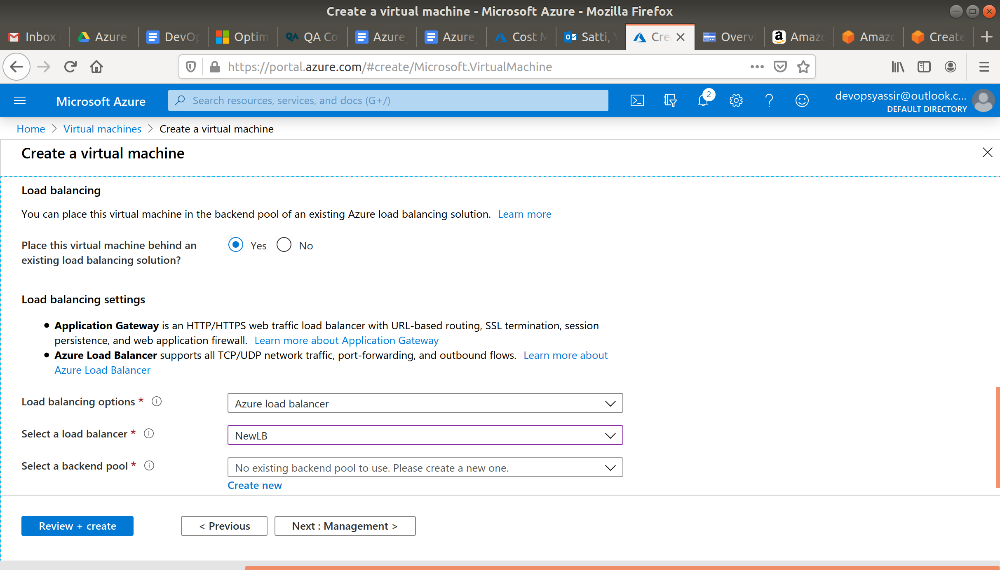 Create a virtual machine - Microsoft Azure - Mozilla Firefox
Inbox
Azure
DevOp
Optim
QA Co
Azure_
Azure_
Cost M
Satti, Y
Cre
Overvi
Amazo
Amazo
Create
https://portal.azure.com/#create/Microsoft.VirtualMachine
Microsoft Azure
Search resources, services, and docs (G+/)
2
devopsyassir@outlook.c...
DEFAULT DIRECTORY
Home > Virtual machines > Create a virtual machine
Create a virtual machine
Load balancing
You can place this virtual machine in the backend pool of an existing Azure load balancing solution. Learn more
Place this virtual machine behind an
existing load balancing solution?
Yes
No
Load balancing settings
Application Gateway is an HTTP/HTTPS web traffic load balancer with URL-based routing, SSL termination, session
persistence, and web application firewall. Learn more about Application Gateway
Azure Load Balancer supports all TCP/UDP network traffic, port-forwarding, and outbound flows. Learn more about
Azure Load Balancer
Load balancing options *
Azure load balancer
Select a load balancer *
NewLB
Select a backend pool *
No existing backend pool to use. Please create a new one.
Create new
Review + create
< Previous
Next : Management >